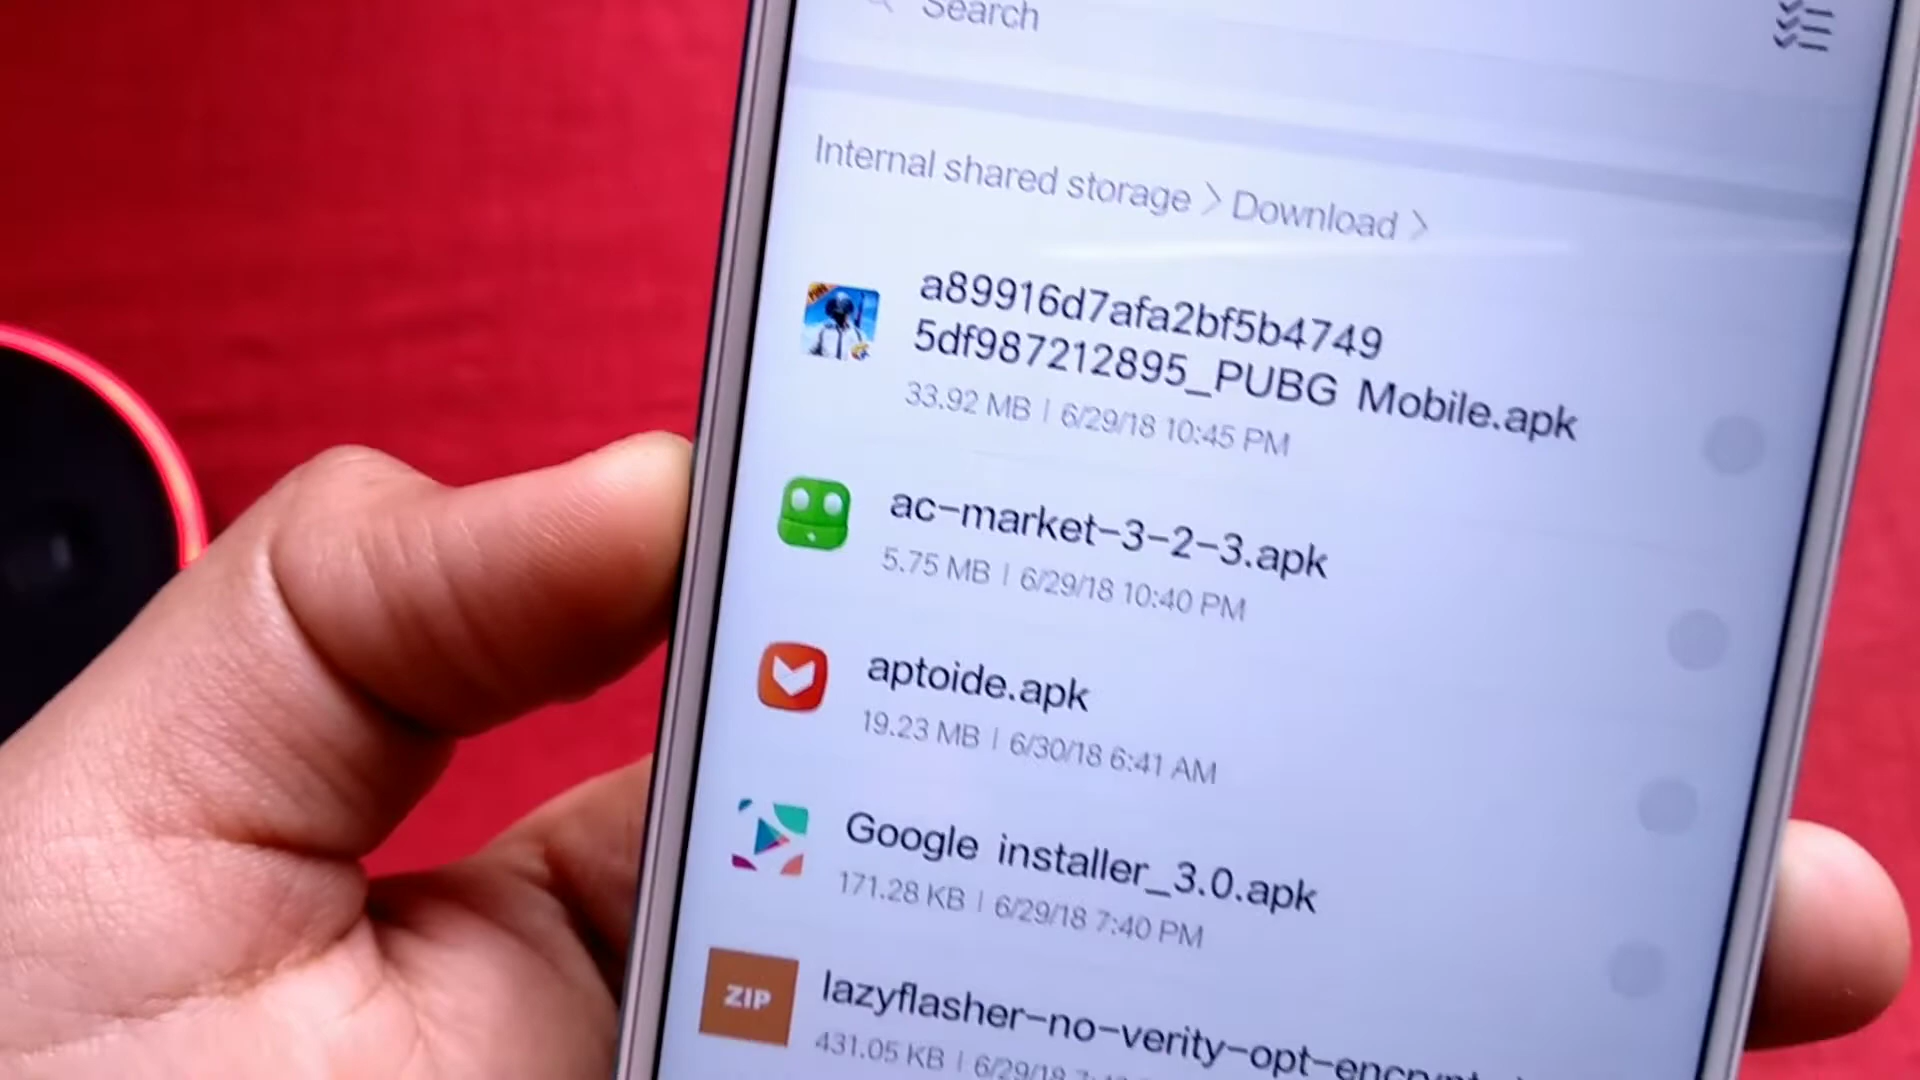 Search
Internal shared storage > Download >
a89916d7afa2bf5b4749
5df987212895_PUBG Mobile.apk
33.92 MB | 6/29/18 10:45 PM
ac-market-3-2-3.apk
5.75 MB | 6/29/18 10:40 PM
aptoide.apk
19.23 MB | 6/30/18 6:41 AM
Google installer_3.0.apk
171.28 KB | 6/29/18 7:40 PM
ZIP
lazyflasher-no-verity-opt-encrypt
431.05 KB | 6/29/18